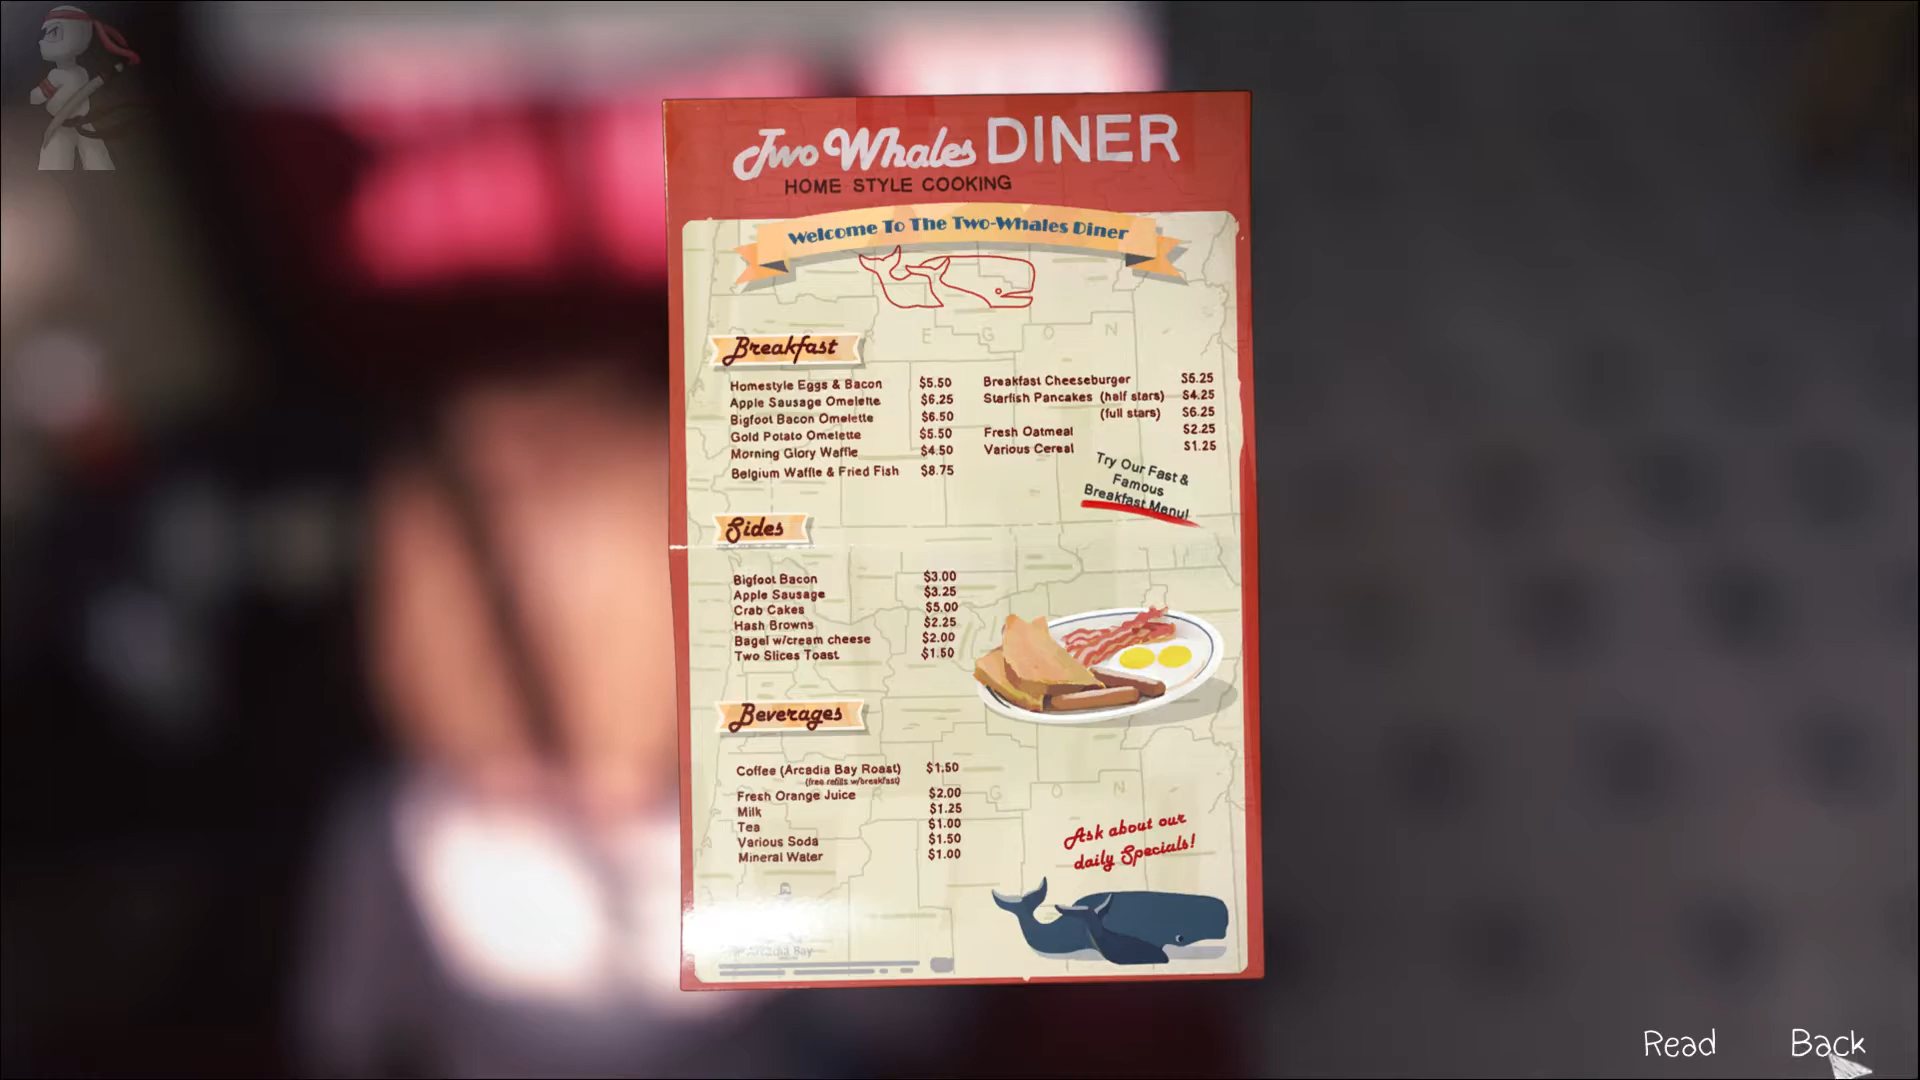 Two Whales DINER
HOME STYLE COOKING
Welcome To The Two-Whales Diner
O R E G O N
Breakfast
Homestyle Eggs & Bacon $5.50
Apple Sausage Omelette $6.25
Bigfoot Bacon Omelette $6.50
Gold Potato Omelette $5.50
Morning Glory Waffle $4.50
Belgium Waffle & Fried Fish $8.75
Breakfast Cheeseburger $5.25
Starfish Pancakes (half stars) $4.25
(full stars) $6.25
Fresh Oatmeal $2.25
Various Cereal $1.25
Try Our Fast &
Famous
Breakfast Menu!
Sides
Bigfoot Bacon $3.00
Apple Sausage $3.25
Crab Cakes $5.00
Hash Browns $2.25
Bagel w/cream cheese $2.00
Two Slices Toast $1.50
Beverages
Coffee (Arcadia Bay Roast) $1.50
(free refills w/breakfast)
Fresh Orange Juice $2.00
Milk $1.25
Tea $1.00
Various Soda $1.50
Mineral Water $1.00
G O N
Ask about our
daily Specials!
Arcadia Bay
Read Back